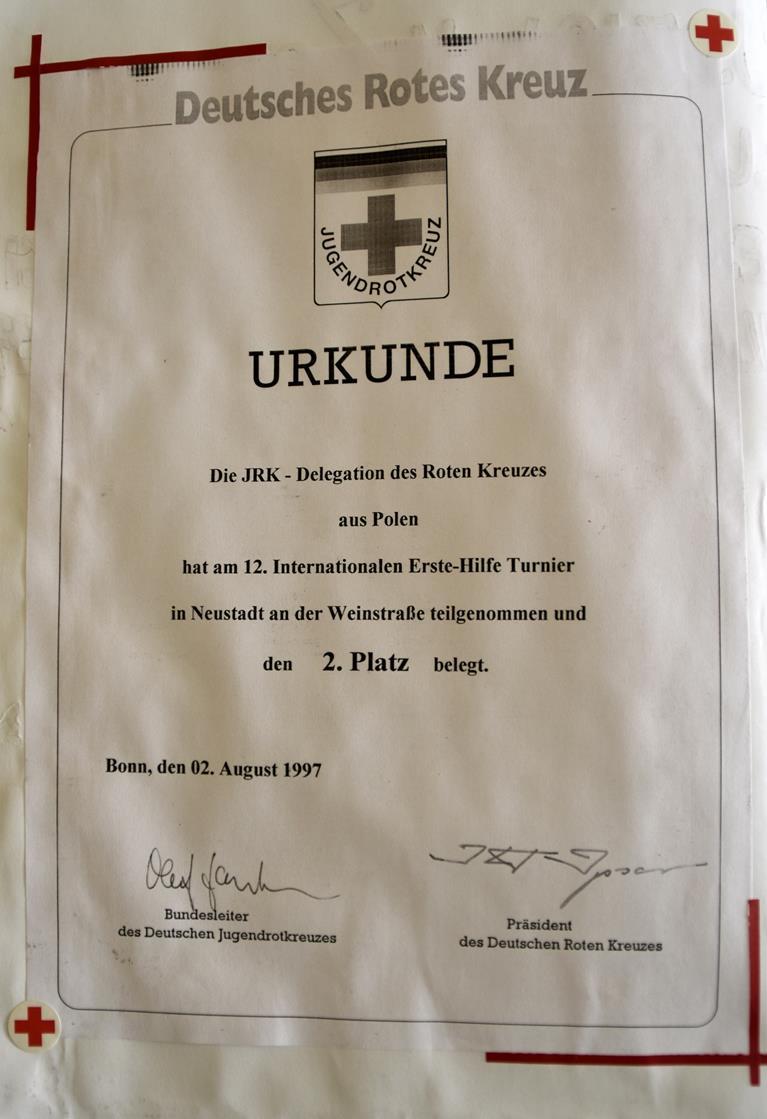 Deutsches Rotes Kreuz
JUGENDROTKREUZ
URKUNDE
Die JRK - Delegation des Roten Kreuzes
aus Polen
hat am 12. Internationalen Erste-Hilfe Turnier
in Neustadt an der Weinstraße teilgenommen und
den 2. Platz belegt.
Bonn, den 02. August 1997
Bundesleiter
des Deutschen Jugendrotkreuzes
Präsident
des Deutschen Roten Kreuzes